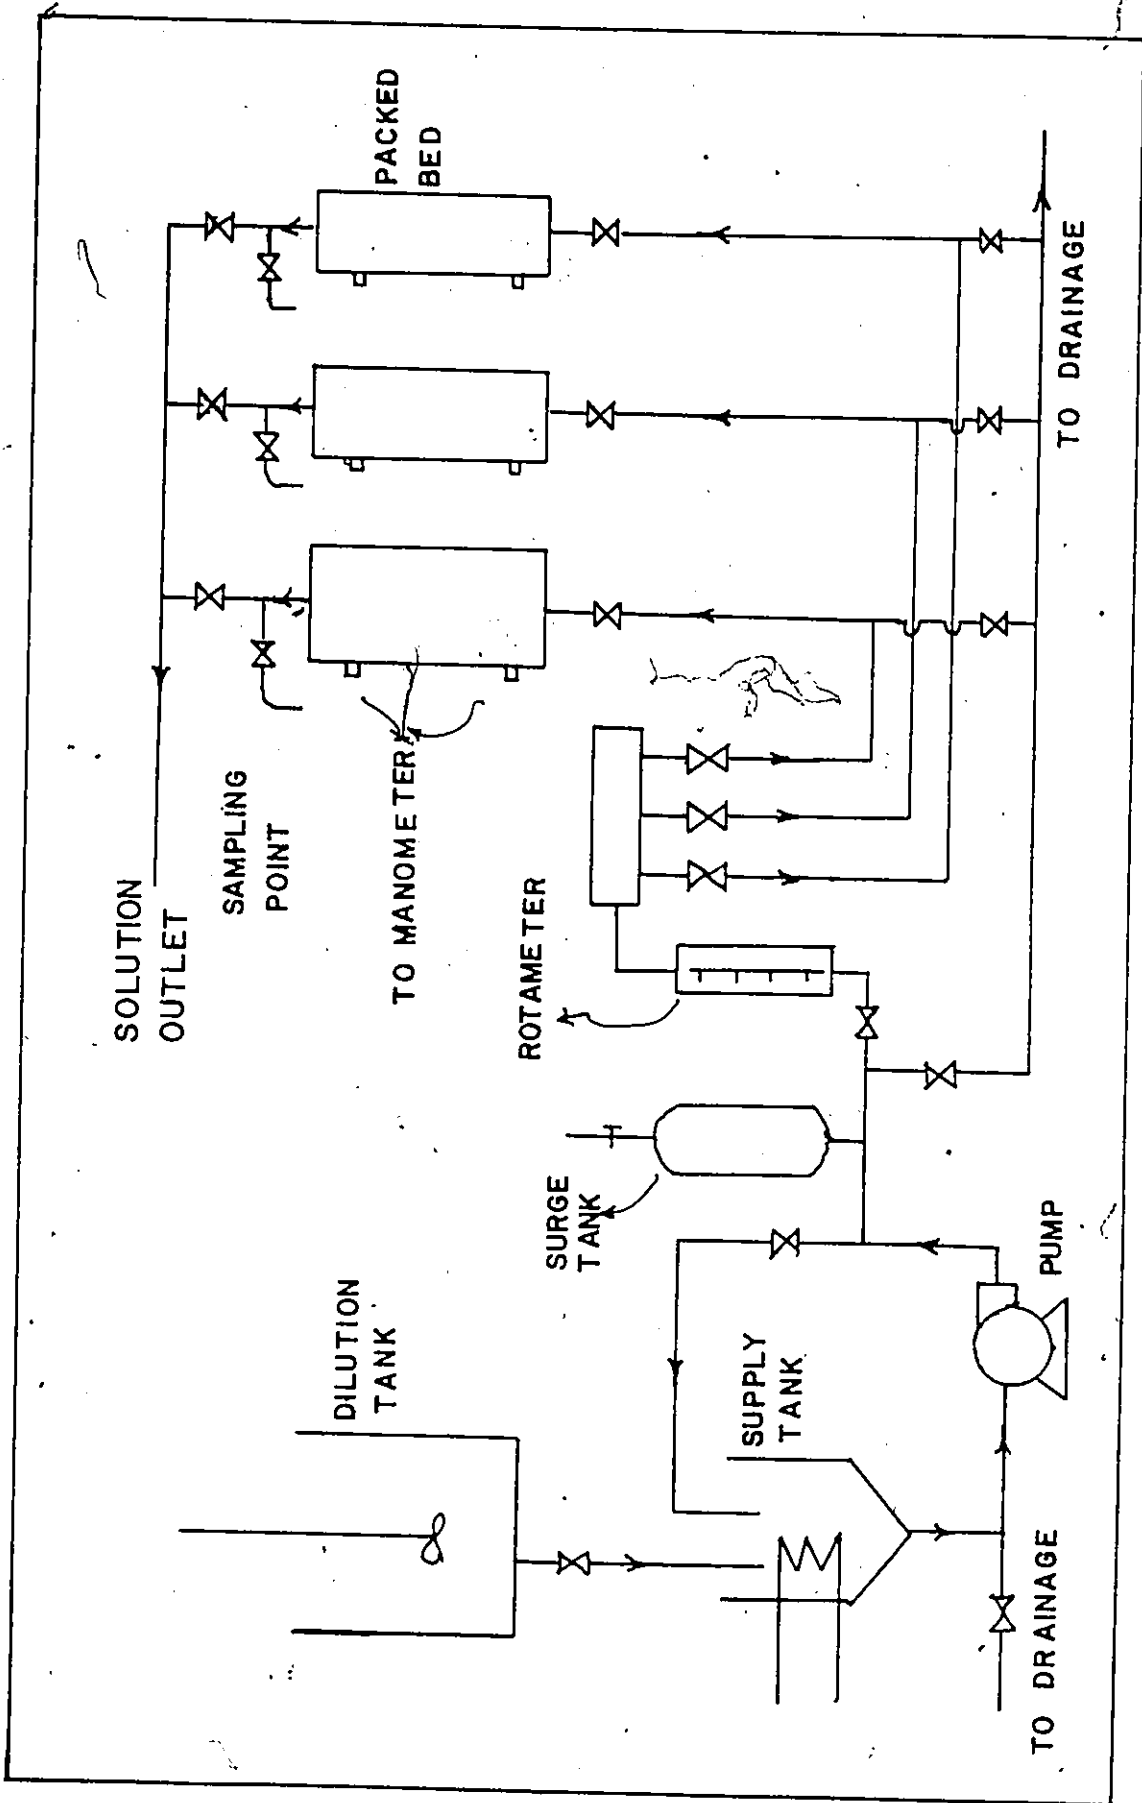 DILUTION
TANK
SUPPLY
TANK
TO DRAINAGE
PUMP
SURGE
TANK
ROTAMETER
SOLUTION
OUTLET
SAMPLING
POINT
TO MANOMETER
PACKED
BED
TO DRAINAGE